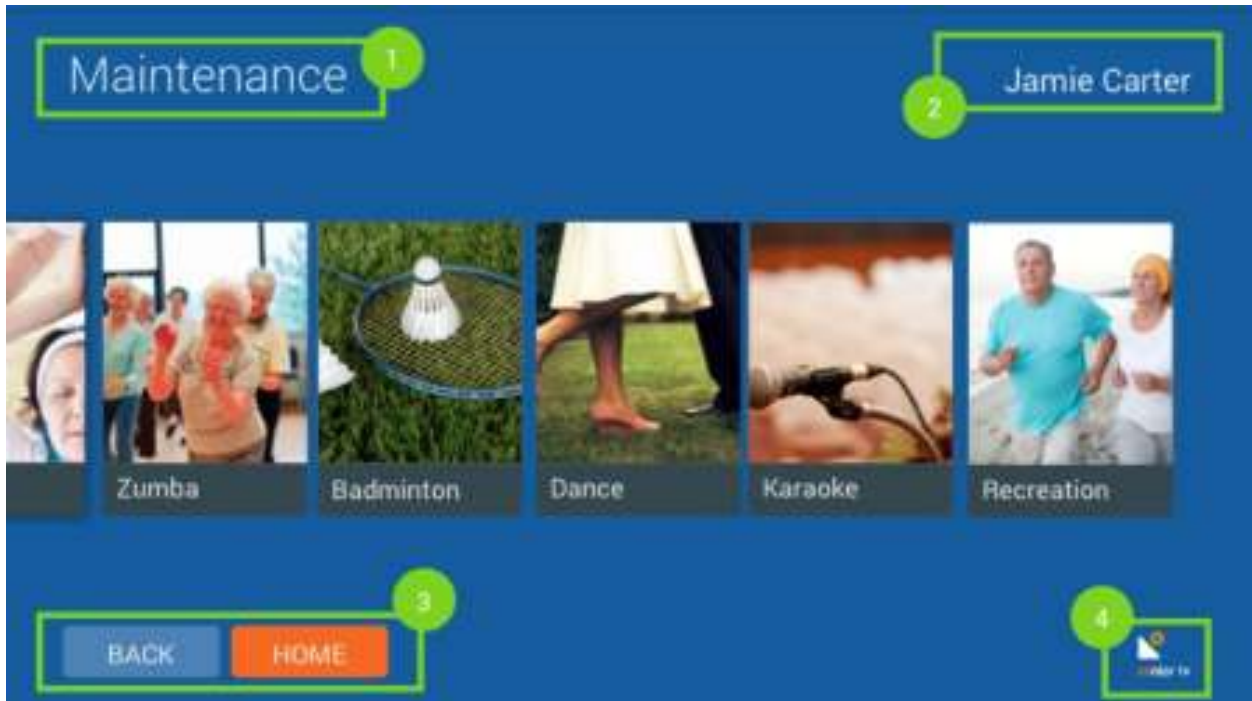 Maintenance
1
Jamie Carter
2
Zumba
Badminton
Dance
Karaoke
Recreation
3
BACK
HOME
4